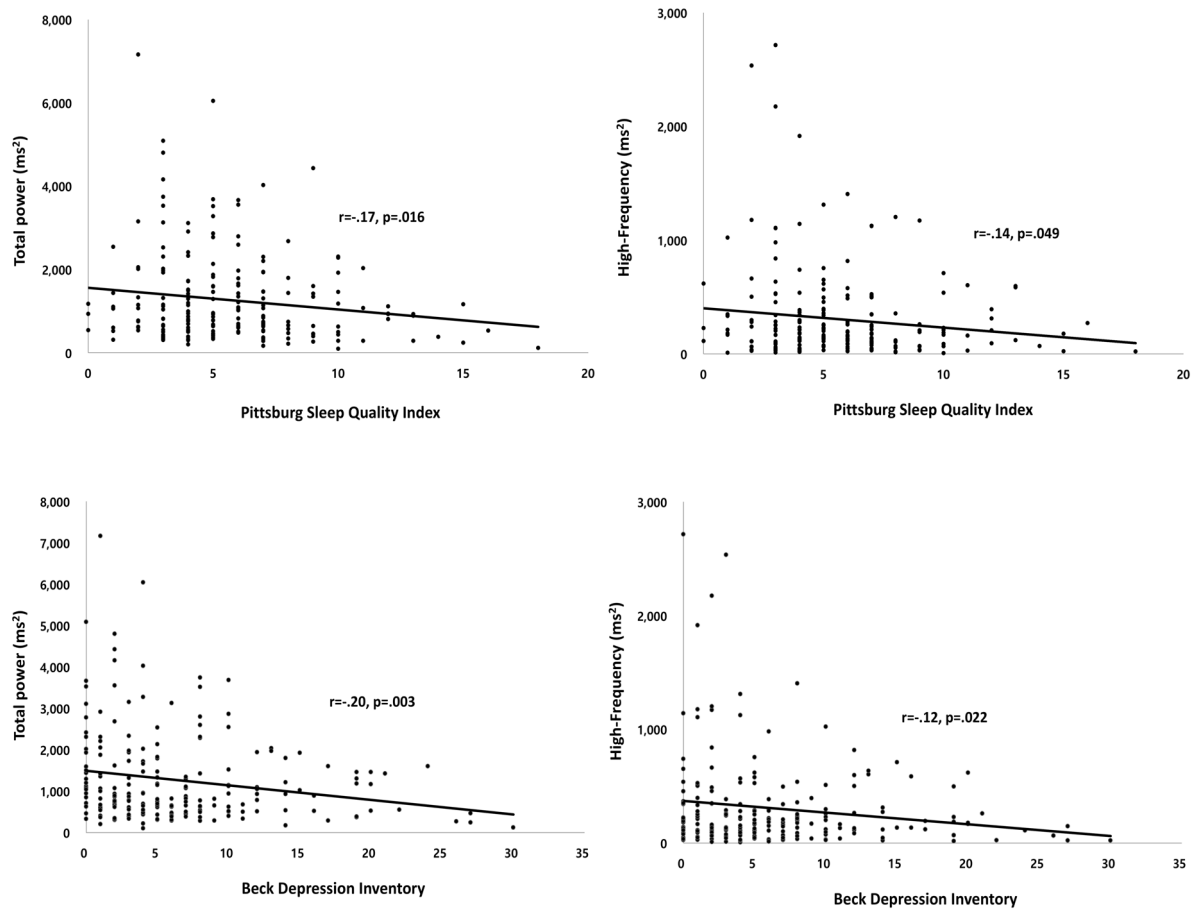 8,000
6,000
4,000
2,000
0
Total power (ms²)
r=-.17, p=.016
0 5 10 15 20
Pittsburg Sleep Quality Index
3,000
2,000
1,000
0
High-Frequency (ms²)
r=-.14, p=.049
0 5 10 15 20
Pittsburg Sleep Quality Index
8,000
7,000
6,000
5,000
4,000
3,000
2,000
1,000
0
Total power (ms²)
r=-.20, p=.003
0 5 10 15 20 25 30 35
Beck Depression Inventory
3,000
2,000
1,000
0
High-Frequency (ms²)
r=-.12, p=.022
0 5 10 15 20 25 30 35
Beck Depression Inventory